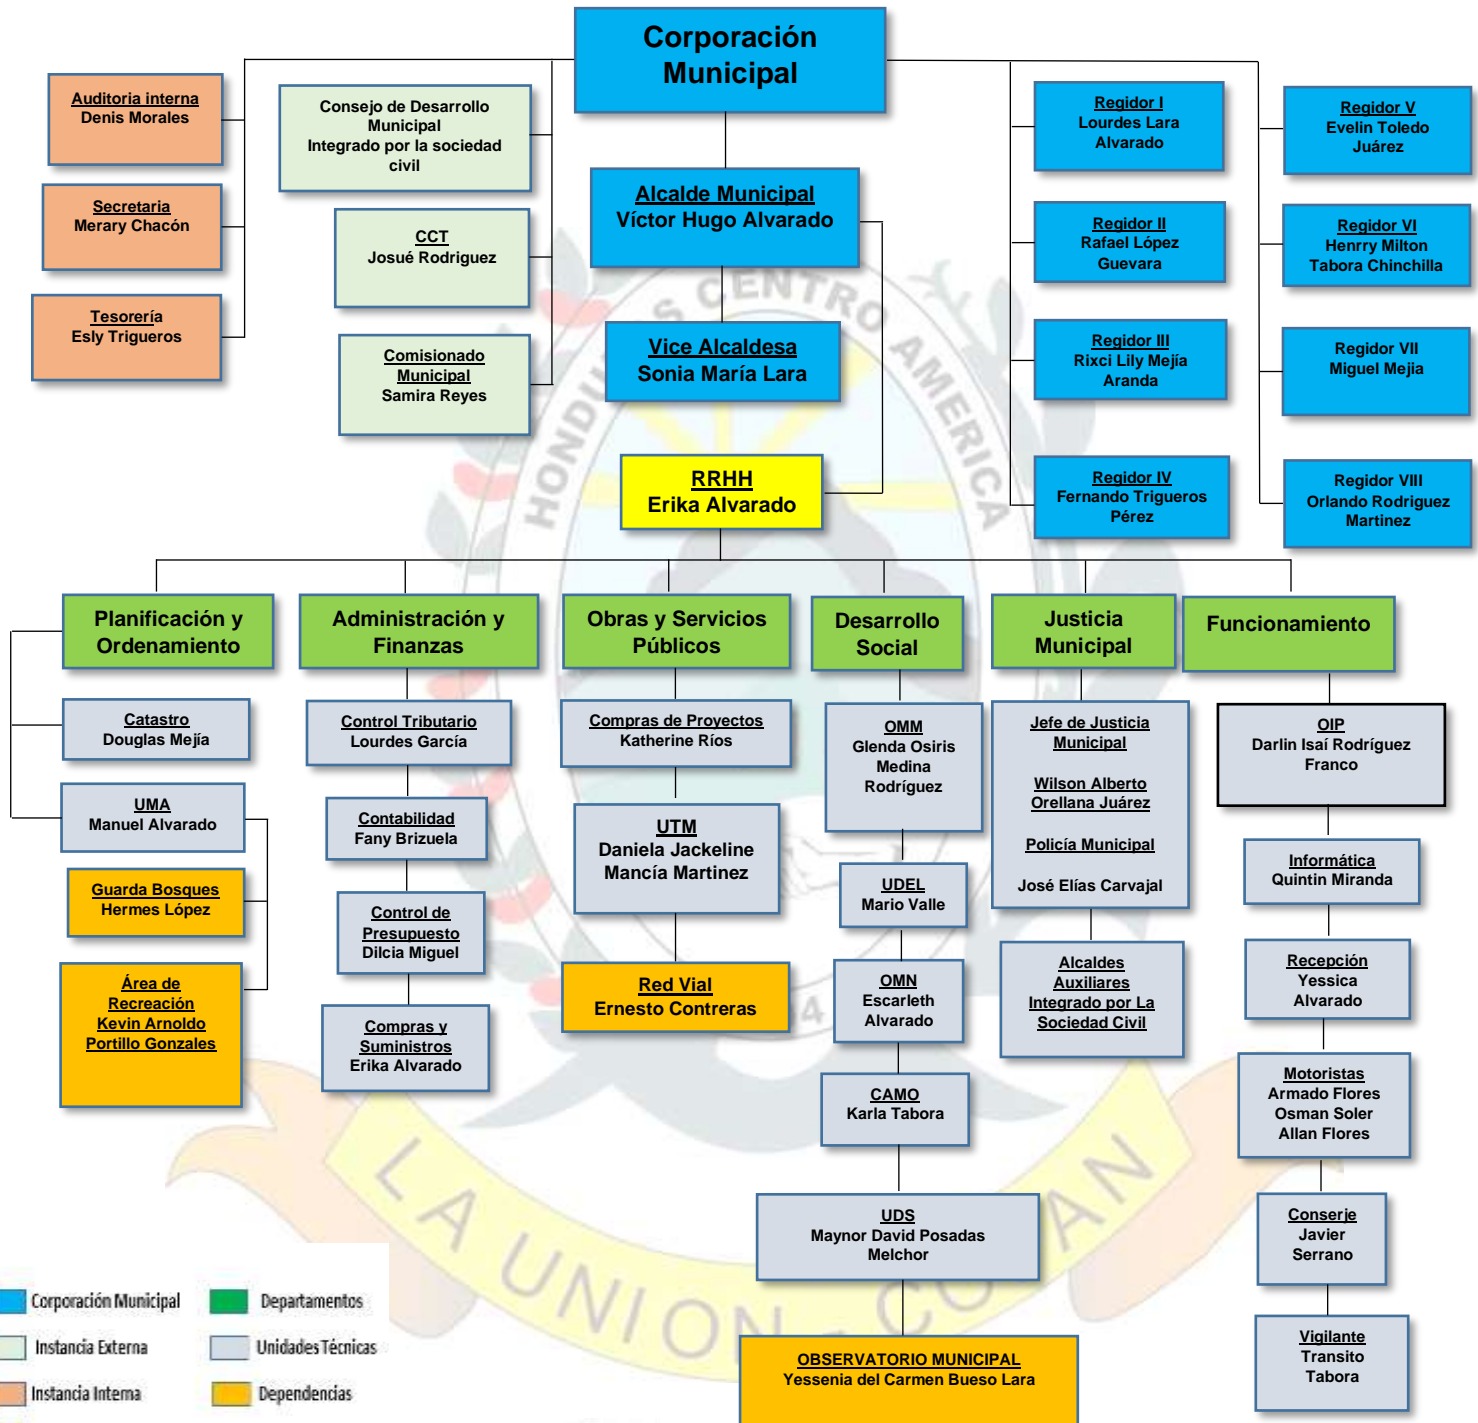 Corporación
Municipal
Auditoria interna
Denis Morales
Secretaria
Merary Chacón
Tesorería
Esly Trigueros
Consejo de Desarrollo
Municipal
Integrado por la sociedad
civil
CCT
Josué Rodriguez
Comisionado
Municipal
Samira Reyes
Alcalde Municipal
Víctor Hugo Alvarado
Vice Alcaldesa
Sonia María Lara
Regidor I
Lourdes Lara
Alvarado
Regidor II
Rafael López
Guevara
Regidor III
Rixci Lily Mejía
Aranda
Regidor IV
Fernando Trigueros
Pérez
Regidor V
Evelin Toledo
Juárez
Regidor VI
Henrry Milton
Tabora Chinchilla
Regidor VII
Miguel Mejia
Regidor VIII
Orlando Rodriguez
Martinez
RRHH
Erika Alvarado
Planificación y
Ordenamiento
Catastro
Douglas Mejía
UMA
Manuel Alvarado
Guarda Bosques
Hermes López
Área de
Recreación
Kevin Arnoldo
Portillo Gonzales
Administración y
Finanzas
Control Tributario
Lourdes García
Contabilidad
Fany Brizuela
Control de
Presupuesto
Dilcia Miguel
Compras y
Suministros
Erika Alvarado
Obras y Servicios
Públicos
Compras de Proyectos
Katherine Ríos
UTM
Daniela Jackeline
Mancía Martinez
Red Vial
Ernesto Contreras
Desarrollo
Social
OMM
Glenda Osiris
Medina
Rodríguez
UDEL
Mario Valle
OMN
Escarleth
Alvarado
CAMO
Karla Tabora
UDS
Maynor David Posadas
Melchor
OBSERVATORIO MUNICIPAL
Yessenia del Carmen Bueso Lara
Justicia
Municipal
Jefe de Justicia
Municipal
Wilson Alberto
Orellana Juárez
Policía Municipal
José Elías Carvajal
Alcaldes
Auxiliares
Integrado por La
Sociedad Civil
Funcionamiento
OIP
Darlin Isaí Rodríguez
Franco
Informática
Quintin Miranda
Recepción
Yessica
Alvarado
Motoristas
Armado Flores
Osman Soler
Allan Flores
Conserje
Javier
Serrano
Vigilante
Transito
Tabora
Corporación Municipal
Departamentos
Instancia Externa
Unidades Técnicas
Instancia Interna
Dependencias